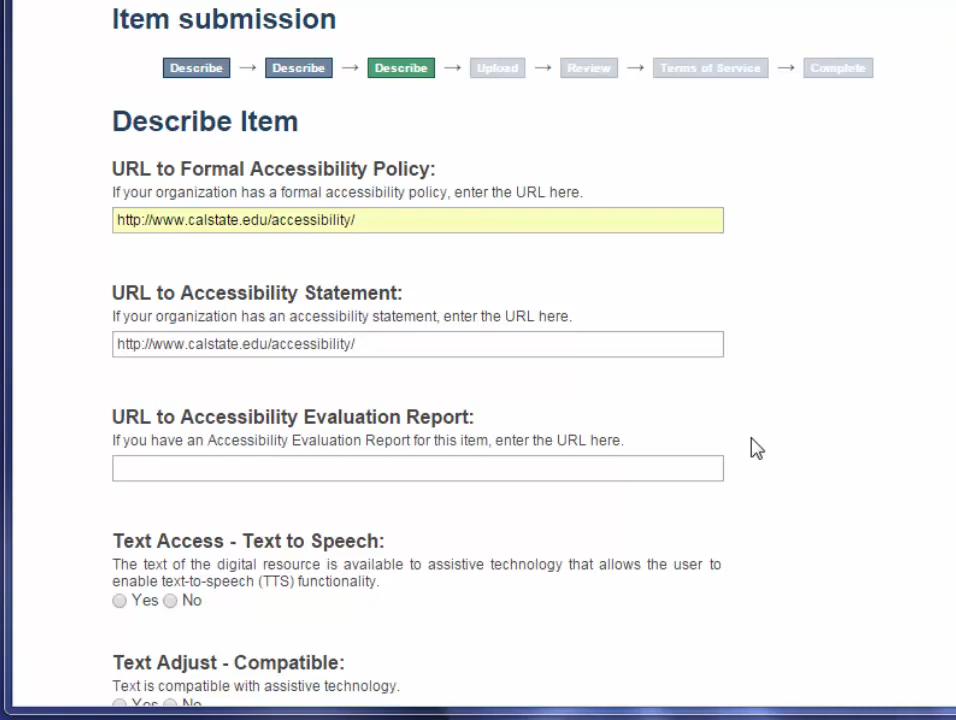 Item submission
Describe → Describe → Describe → Upload → Review → Terms of Service → Complete
Describe Item
URL to Formal Accessibility Policy:
If your organization has a formal accessibility policy, enter the URL here.
http://www.calstate.edu/accessibility/
URL to Accessibility Statement:
If your organization has an accessibility statement, enter the URL here.
http://www.calstate.edu/accessibility/
URL to Accessibility Evaluation Report:
If you have an Accessibility Evaluation Report for this item, enter the URL here.
Text Access - Text to Speech:
The text of the digital resource is available to assistive technology that allows the user to
enable text-to-speech (TTS) functionality.
Yes No
Text Adjust - Compatible:
Text is compatible with assistive technology.
Yes No